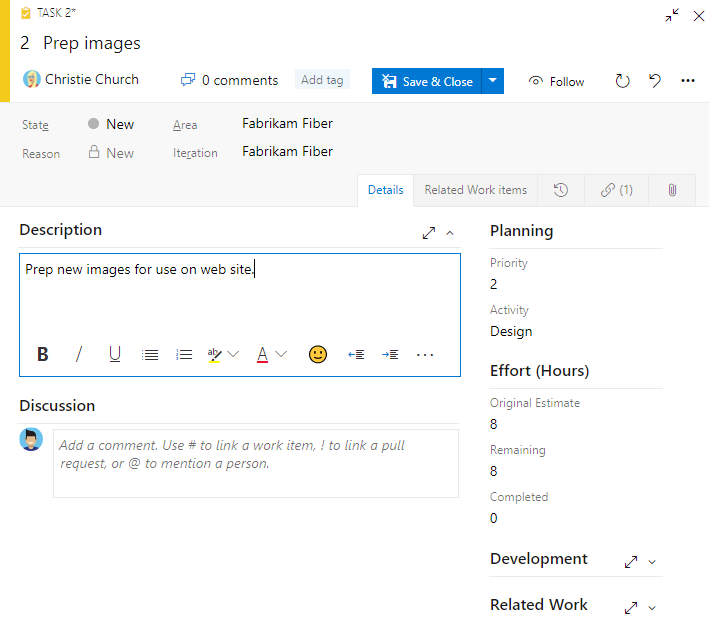 TASK 2*
2 Prep images
Christie Church
0 comments
Add tag
Save & Close
Follow
State
New
Area
Fabrikam Fiber
Reason
New
Iteration
Fabrikam Fiber
Details
Related Work items
(1)
Description
Prep new images for use on web site.
B / U ab A
Discussion
Add a comment. Use # to link a work item, ! to link a pull
request, or @ to mention a person.
Planning
Priority
2
Activity
Design
Effort (Hours)
Original Estimate
8
Remaining
8
Completed
0
Development
Related Work